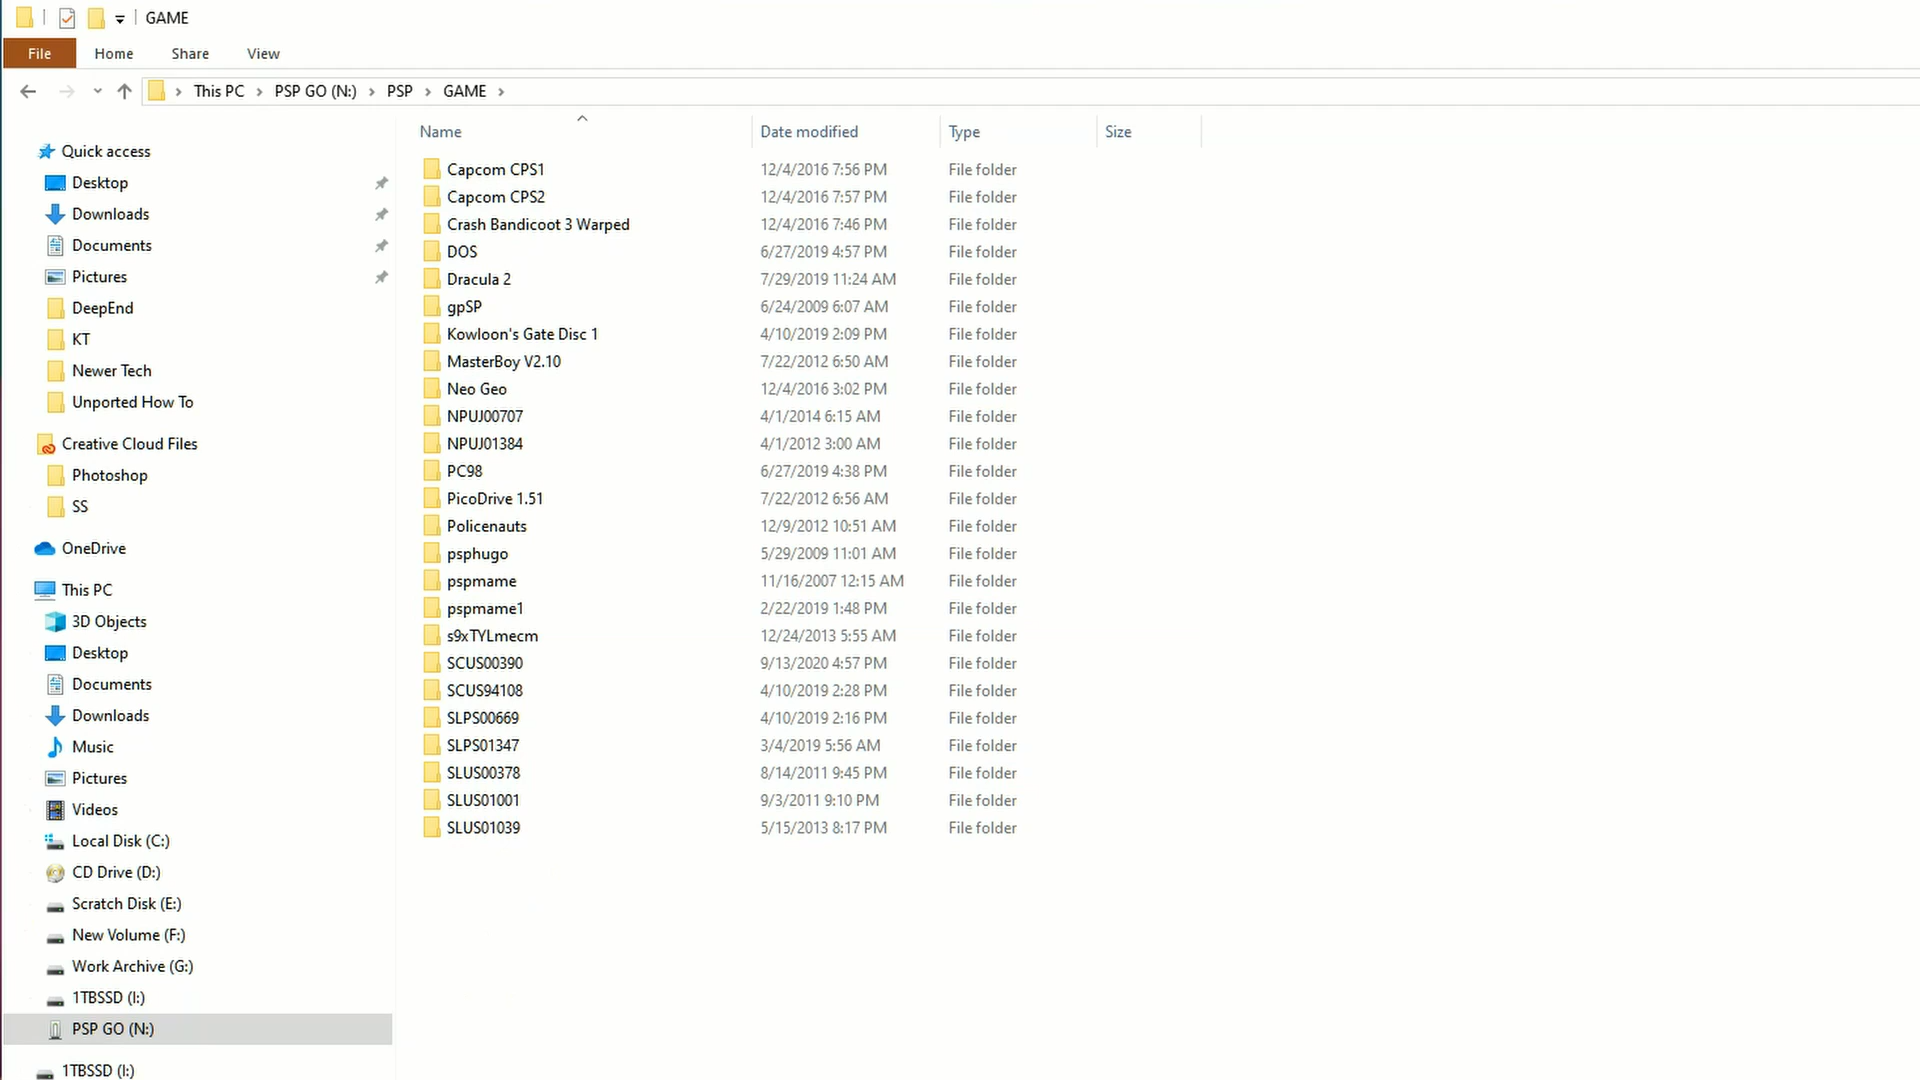 GAME
File Home Share View
This PC > PSP GO (N:) > PSP > GAME >
Name Date modified Type Size
Quick access
Desktop
Downloads
Documents
Pictures
DeepEnd
KT
Newer Tech
Unported How To
Creative Cloud Files
Photoshop
SS
OneDrive
This PC
3D Objects
Desktop
Documents
Downloads
Music
Pictures
Videos
Local Disk (C:)
CD Drive (D:)
Scratch Disk (E:)
New Volume (F:)
Work Archive (G:)
1TBSSD (I:)
PSP GO (N:)
1TBSSD (I:)
Capcom CPS1 12/4/2016 7:56 PM File folder
Capcom CPS2 12/4/2016 7:57 PM File folder
Crash Bandicoot 3 Warped 12/4/2016 7:46 PM File folder
DOS 6/27/2019 4:57 PM File folder
Dracula 2 7/29/2019 11:24 AM File folder
gpSP 6/24/2009 6:07 AM File folder
Kowloon's Gate Disc 1 4/10/2019 2:09 PM File folder
MasterBoy V2.10 7/22/2012 6:50 AM File folder
Neo Geo 12/4/2016 3:02 PM File folder
NPUJ00707 4/1/2014 6:15 AM File folder
NPUJ01384 4/1/2012 3:00 AM File folder
PC98 6/27/2019 4:38 PM File folder
PicoDrive 1.51 7/22/2012 6:56 AM File folder
Policenauts 12/9/2012 10:51 AM File folder
psphugo 5/29/2009 11:01 AM File folder
pspmame 11/16/2007 12:15 AM File folder
pspmame1 2/22/2019 1:48 PM File folder
s9xTYLmecm 12/24/2013 5:55 AM File folder
SCUS00390 9/13/2020 4:57 PM File folder
SCUS94108 4/10/2019 2:28 PM File folder
SLPS00669 4/10/2019 2:16 PM File folder
SLPS01347 3/4/2019 5:56 AM File folder
SLUS00378 8/14/2011 9:45 PM File folder
SLUS01001 9/3/2011 9:10 PM File folder
SLUS01039 5/15/2013 8:17 PM File folder